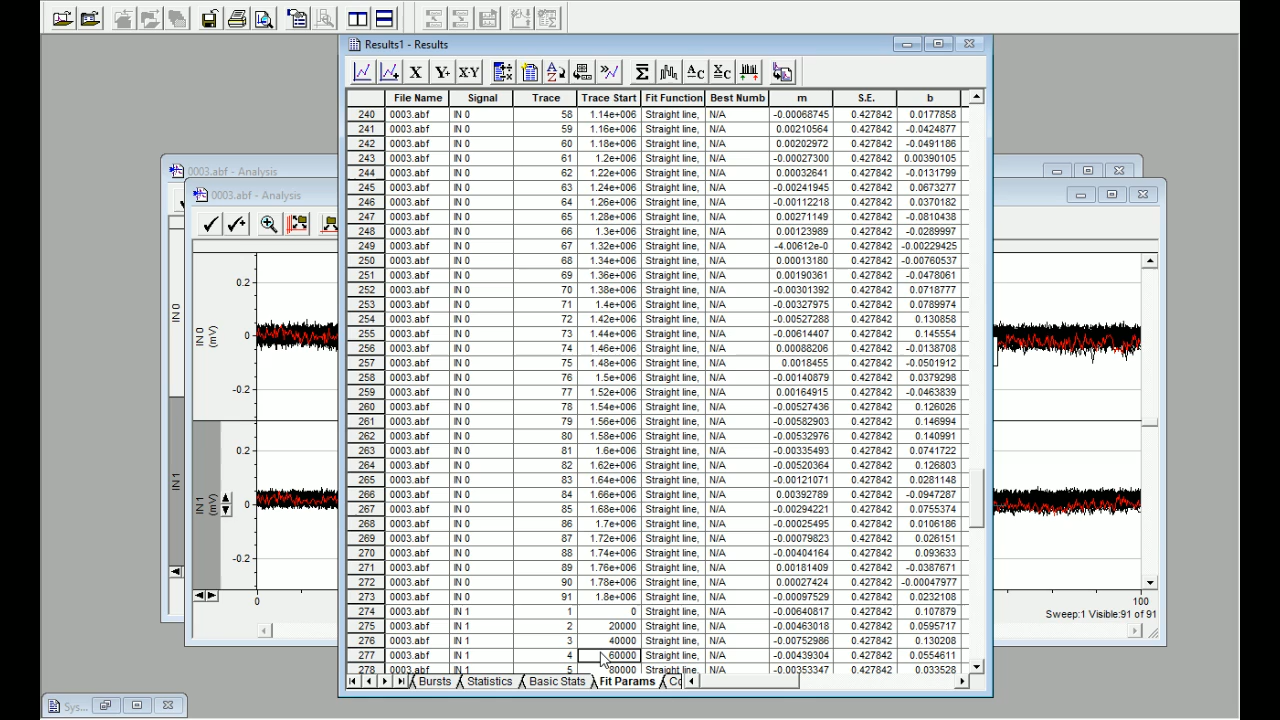 Results1 - Results
File Name Signal Trace Trace Start Fit Function Best Numb m S.E. b
240 0003.abf IN 0 58 1.14e+006 Straight line, N/A -0.00068745 0.427842 0.0177858
241 0003.abf IN 0 59 1.16e+006 Straight line, N/A 0.00210564 0.427842 -0.0424877
242 0003.abf IN 0 60 1.18e+006 Straight line, N/A 0.00202972 0.427842 -0.0491186
243 0003.abf IN 0 61 1.2e+006 Straight line, N/A -0.00027300 0.427842 0.00390105
244 0003.abf IN 0 62 1.22e+006 Straight line, N/A 0.00032641 0.427842 -0.0131799
245 0003.abf IN 0 63 1.24e+006 Straight line, N/A -0.00241945 0.427842 0.0673277
246 0003.abf IN 0 64 1.26e+006 Straight line, N/A -0.00112218 0.427842 0.0370182
247 0003.abf IN 0 65 1.28e+006 Straight line, N/A 0.00271149 0.427842 -0.0810438
248 0003.abf IN 0 66 1.3e+006 Straight line, N/A 0.00123989 0.427842 -0.0289997
249 0003.abf IN 0 67 1.32e+006 Straight line, N/A -4.00612e-0 0.427842 -0.00229425
250 0003.abf IN 0 68 1.34e+006 Straight line, N/A 0.00013180 0.427842 -0.00760537
251 0003.abf IN 0 69 1.36e+006 Straight line, N/A 0.00190361 0.427842 -0.0478061
252 0003.abf IN 0 70 1.38e+006 Straight line, N/A -0.00301392 0.427842 0.0718777
253 0003.abf IN 0 71 1.4e+006 Straight line, N/A -0.00327975 0.427842 0.0789974
254 0003.abf IN 0 72 1.42e+006 Straight line, N/A -0.00527288 0.427842 0.130858
255 0003.abf IN 0 73 1.44e+006 Straight line, N/A -0.00614407 0.427842 0.145554
256 0003.abf IN 0 74 1.46e+006 Straight line, N/A 0.00088206 0.427842 -0.0138708
257 0003.abf IN 0 75 1.48e+006 Straight line, N/A 0.0018455 0.427842 -0.0501912
258 0003.abf IN 0 76 1.5e+006 Straight line, N/A -0.00140879 0.427842 0.0379298
259 0003.abf IN 0 77 1.52e+006 Straight line, N/A 0.00164915 0.427842 -0.0463839
260 0003.abf IN 0 78 1.54e+006 Straight line, N/A -0.00527436 0.427842 0.126026
261 0003.abf IN 0 79 1.56e+006 Straight line, N/A -0.00582903 0.427842 0.146994
262 0003.abf IN 0 80 1.58e+006 Straight line, N/A -0.00532976 0.427842 0.140991
263 0003.abf IN 0 81 1.6e+006 Straight line, N/A -0.00335493 0.427842 0.0741722
264 0003.abf IN 0 82 1.62e+006 Straight line, N/A -0.00520364 0.427842 0.126803
265 0003.abf IN 0 83 1.64e+006 Straight line, N/A -0.00121071 0.427842 0.0281148
266 0003.abf IN 0 84 1.66e+006 Straight line, N/A 0.00392789 0.427842 -0.0947287
267 0003.abf IN 0 85 1.68e+006 Straight line, N/A -0.00294221 0.427842 0.0755374
268 0003.abf IN 0 86 1.7e+006 Straight line, N/A -0.00025495 0.427842 0.0106186
269 0003.abf IN 0 87 1.72e+006 Straight line, N/A -0.00079823 0.427842 0.026151
270 0003.abf IN 0 88 1.74e+006 Straight line, N/A -0.00404164 0.427842 0.093633
271 0003.abf IN 0 89 1.76e+006 Straight line, N/A 0.00181409 0.427842 -0.0387671
272 0003.abf IN 0 90 1.78e+006 Straight line, N/A 0.00027424 0.427842 -0.00047977
273 0003.abf IN 0 91 1.8e+006 Straight line, N/A -0.00097529 0.427842 0.0232108
274 0003.abf IN 1 1 0 Straight line, N/A -0.00640817 0.427842 0.107879
275 0003.abf IN 1 2 20000 Straight line, N/A -0.00463018 0.427842 0.0595717
276 0003.abf IN 1 3 40000 Straight line, N/A -0.00752986 0.427842 0.130208
277 0003.abf IN 1 4 60000 Straight line, N/A -0.00439304 0.427842 0.0554611
278 0003.abf IN 1 5 80000 Straight line, N/A -0.00353347 0.427842 0.033528
Bursts Statistics Basic Stats Fit Params
0003.abf - Analysis
0003.abf - Analysis
IN 0
IN 1
IN 0
(mV)
0.2
0
-0.2
IN 1
(mV)
0.2
0
-0.2
0 100
Sweep:1 Visible:91 of 91
Sys...